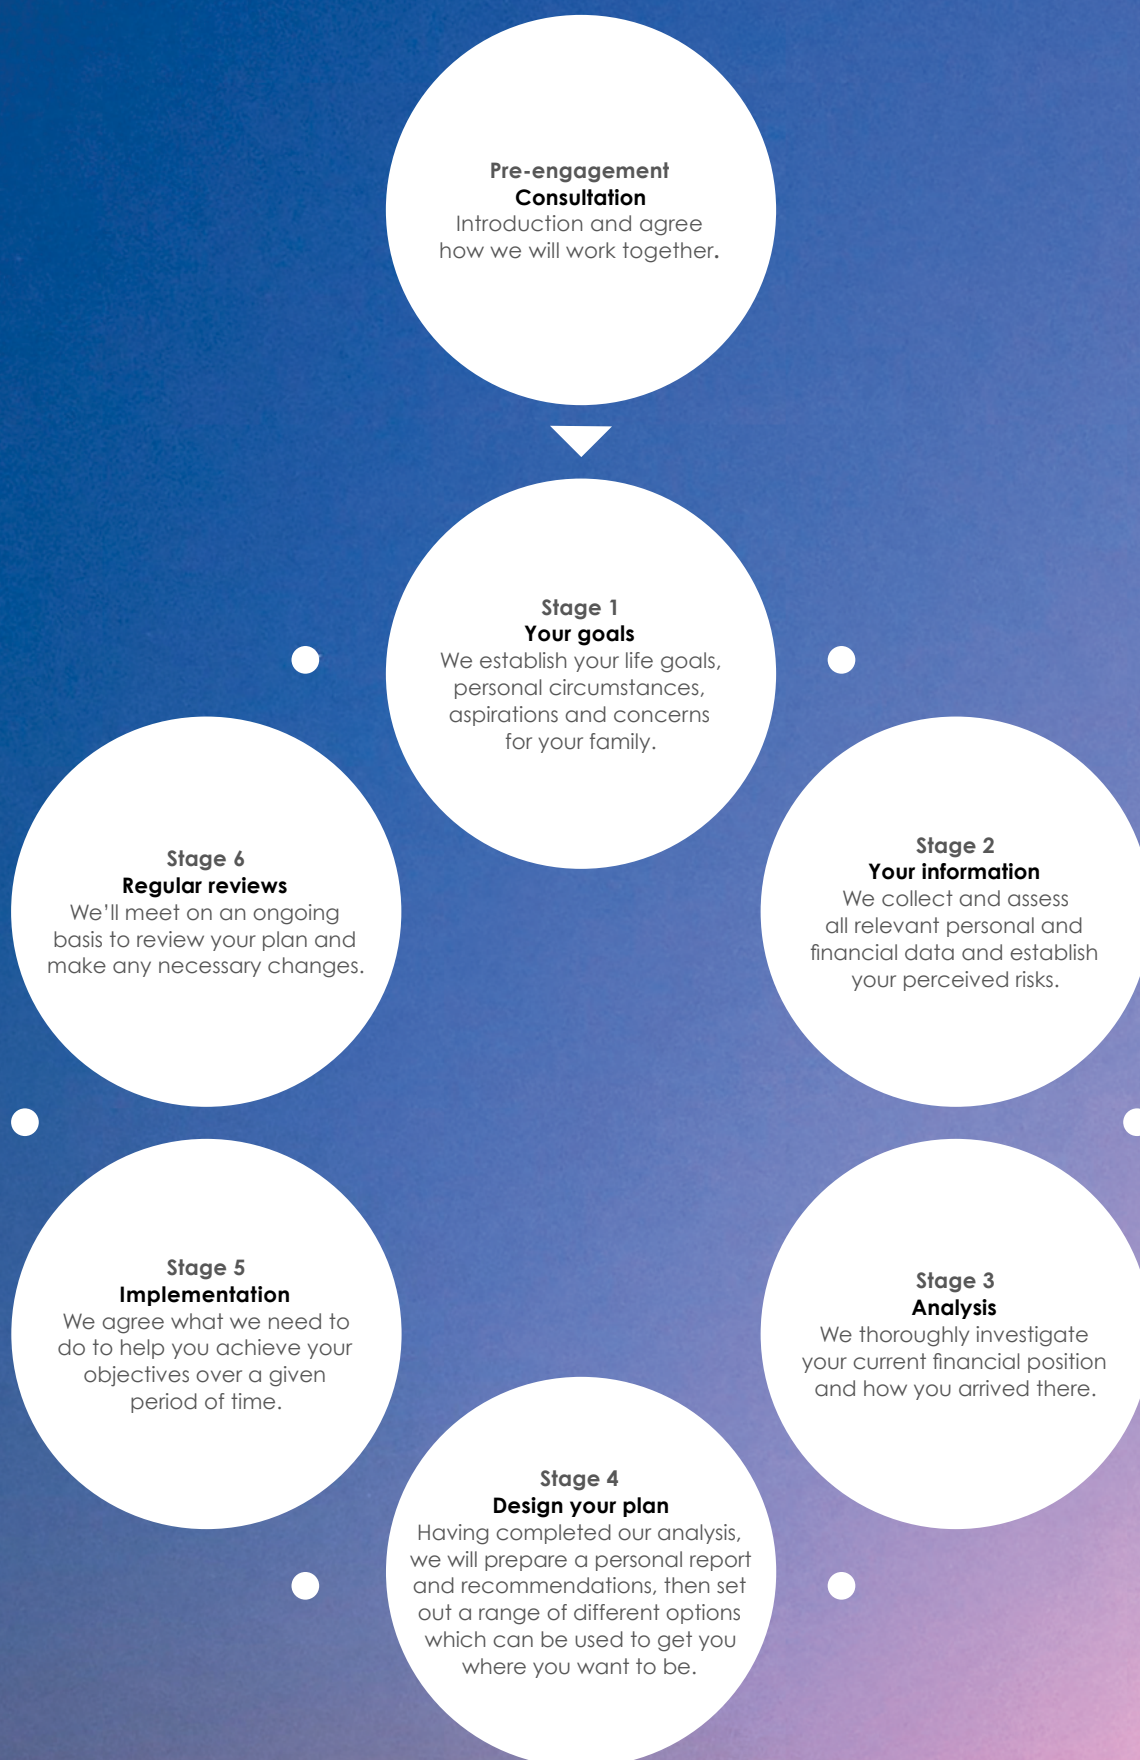 Pre-engagement
Consultation
Introduction and agree
how we will work together.
Stage 1
Your goals
We establish your life goals,
personal circumstances,
aspirations and concerns
for your family.
Stage 2
Your information
We collect and assess
all relevant personal and
financial data and establish
your perceived risks.
Stage 3
Analysis
We thoroughly investigate
your current financial position
and how you arrived there.
Stage 4
Design your plan
Having completed our analysis,
we will prepare a personal report
and recommendations, then set
out a range of different options
which can be used to get you
where you want to be.
Stage 5
Implementation
We agree what we need to
do to help you achieve your
objectives over a given
period of time.
Stage 6
Regular reviews
We’ll meet on an ongoing
basis to review your plan and
make any necessary changes.